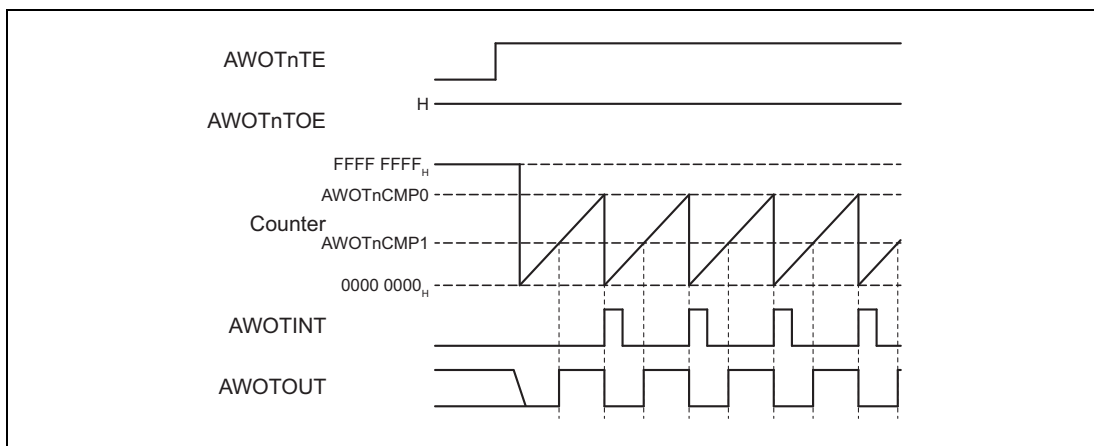 AWOTnTE
H
AWOTnTOE
FFFF FFFFH
AWOTnCMP0
Counter
AWOTnCMP1
0000 0000H
AWOTINT
AWOTOUT